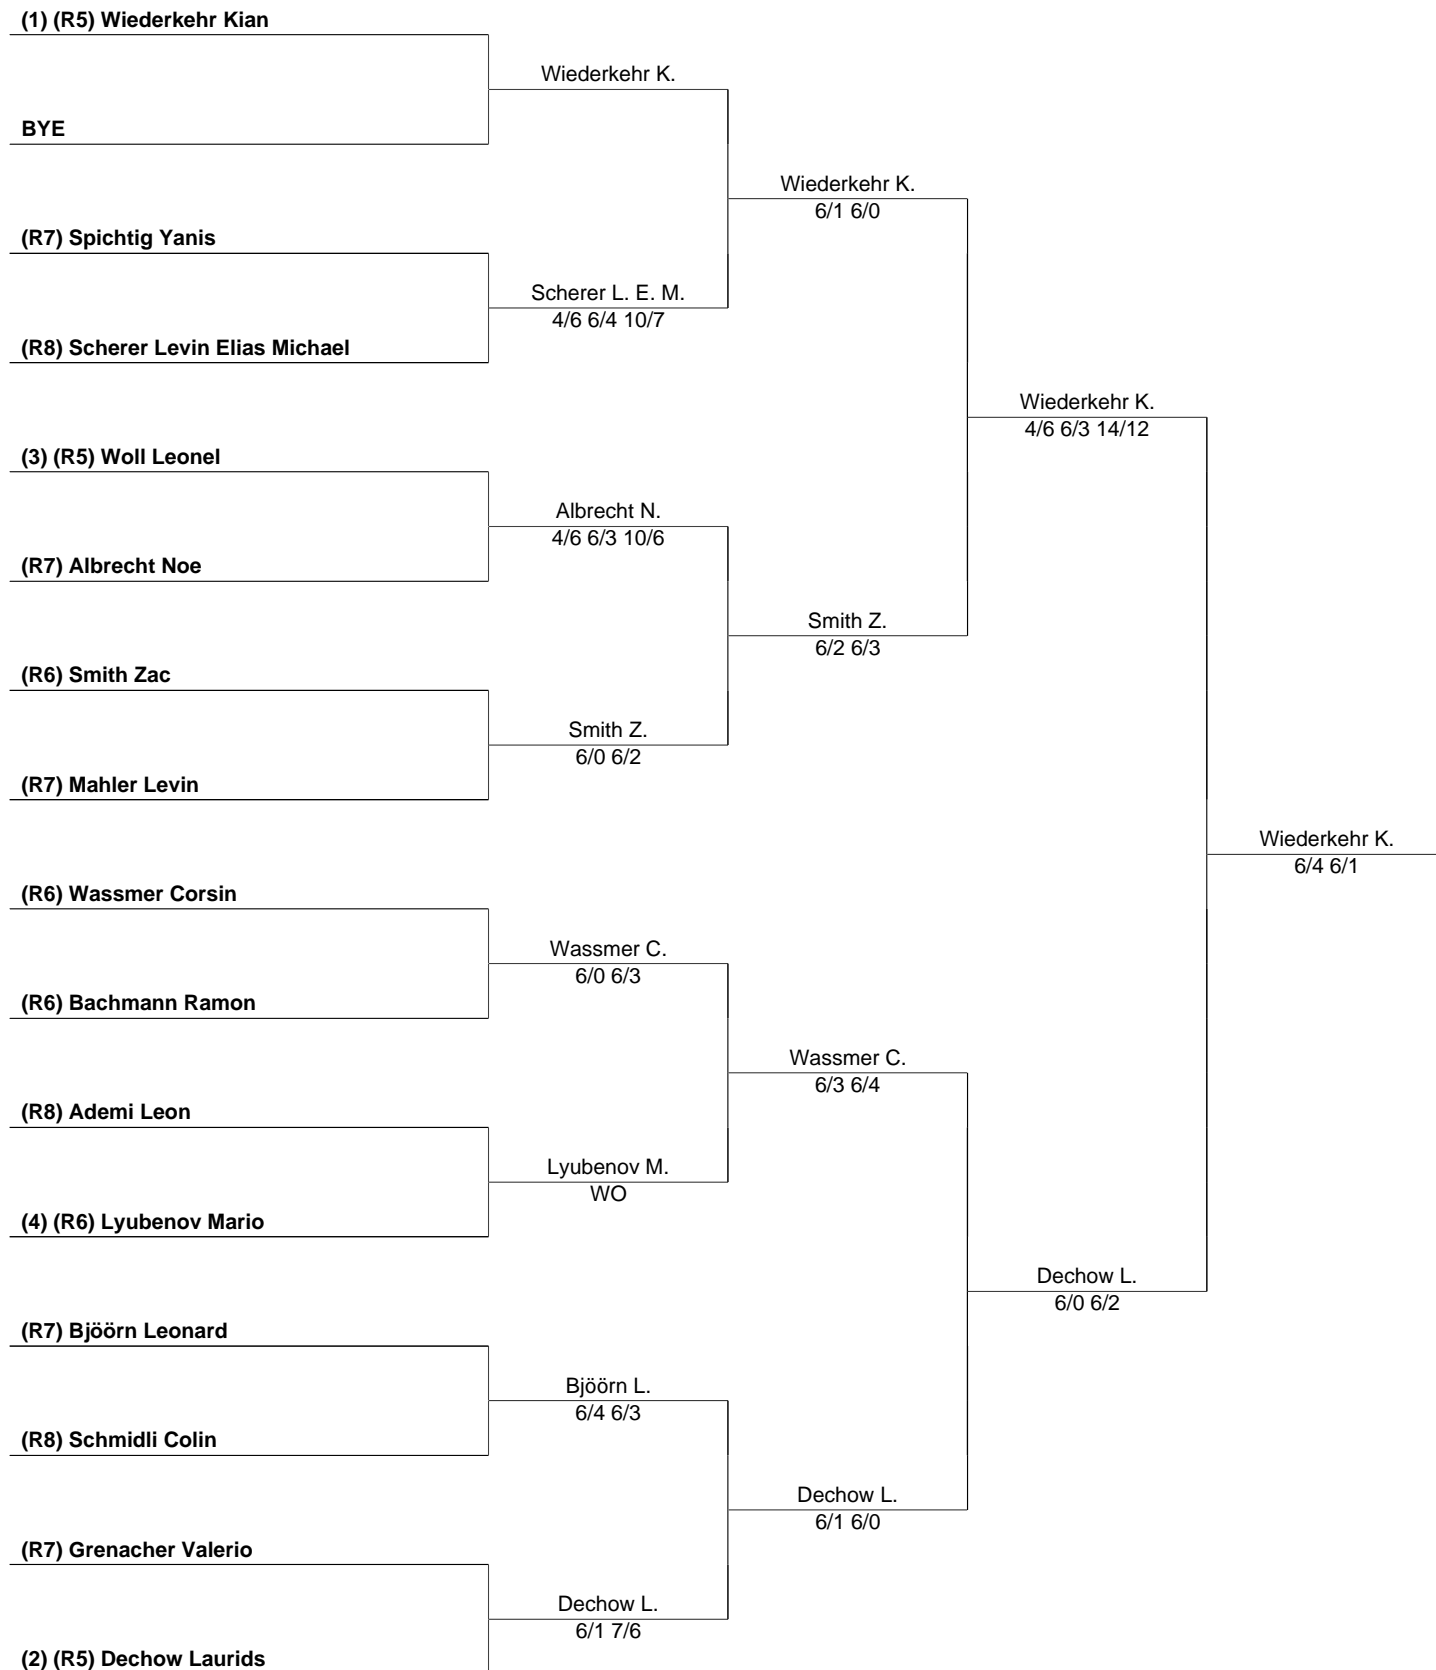 (1) (R5) Wiederkehr Kian
Wiederkehr K.
BYE
Wiederkehr K.
6/1 6/0
(R7) Spichtig Yanis
Scherer L. E. M.
4/6 6/4 10/7
(R8) Scherer Levin Elias Michael
Wiederkehr K.
4/6 6/3 14/12
(3) (R5) Woll Leonel
Albrecht N.
4/6 6/3 10/6
(R7) Albrecht Noe
Smith Z.
6/2 6/3
(R6) Smith Zac
Smith Z.
6/0 6/2
(R7) Mahler Levin
Wiederkehr K.
6/4 6/1
(R6) Wassmer Corsin
Wassmer C.
6/0 6/3
(R6) Bachmann Ramon
Wassmer C.
6/3 6/4
(R8) Ademi Leon
Lyubenov M.
WO
(4) (R6) Lyubenov Mario
Dechow L.
6/0 6/2
(R7) Bjöörn Leonard
Bjöörn L.
6/4 6/3
(R8) Schmidli Colin
Dechow L.
6/1 6/0
(R7) Grenacher Valerio
Dechow L.
6/1 7/6
(2) (R5) Dechow Laurids